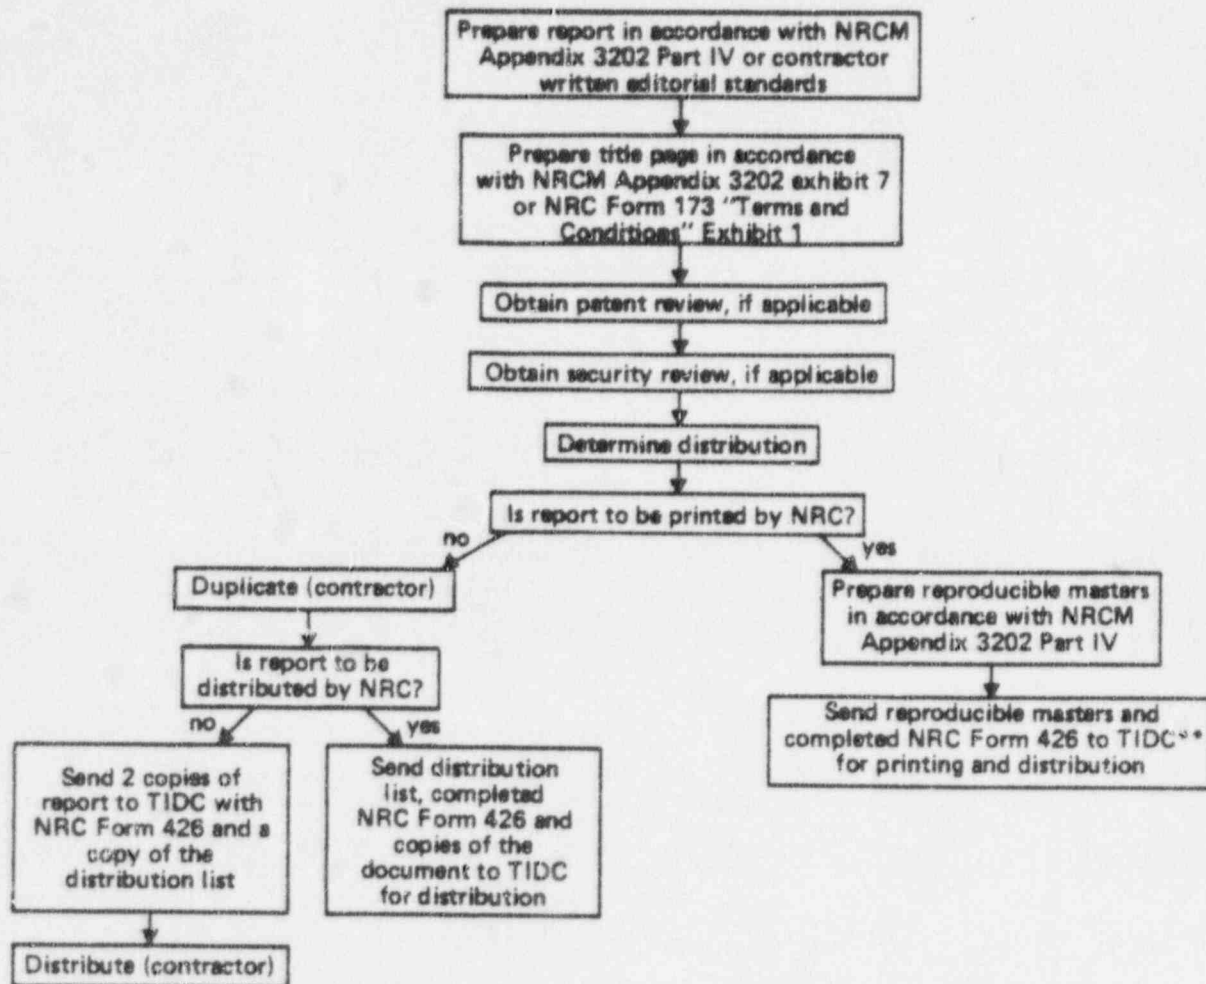 Prepare report in accordance with NRCM
Appendix 3202 Part IV or contractor
written editorial standards
Prepare title page in accordance
with NRCM Appendix 3202 exhibit 7
or NRC Form 173 "Terms and
Conditions" Exhibit 1
Obtain patent review, if applicable
Obtain security review, if applicable
Determine distribution
Is report to be printed by NRC?
no
yes
Duplicate (contractor)
Prepare reproducible masters
in accordance with NRCM
Appendix 3202 Part IV
Is report to be
distributed by NRC?
no
yes
Send reproducible masters and
completed NRC Form 426 to TIDC**
for printing and distribution
Send 2 copies of
report to TIDC with
NRC Form 426 and a
copy of the
distribution list
Send distribution
list, completed
NRC Form 426 and
copies of the
document to TIDC
for distribution
Distribute (contractor)